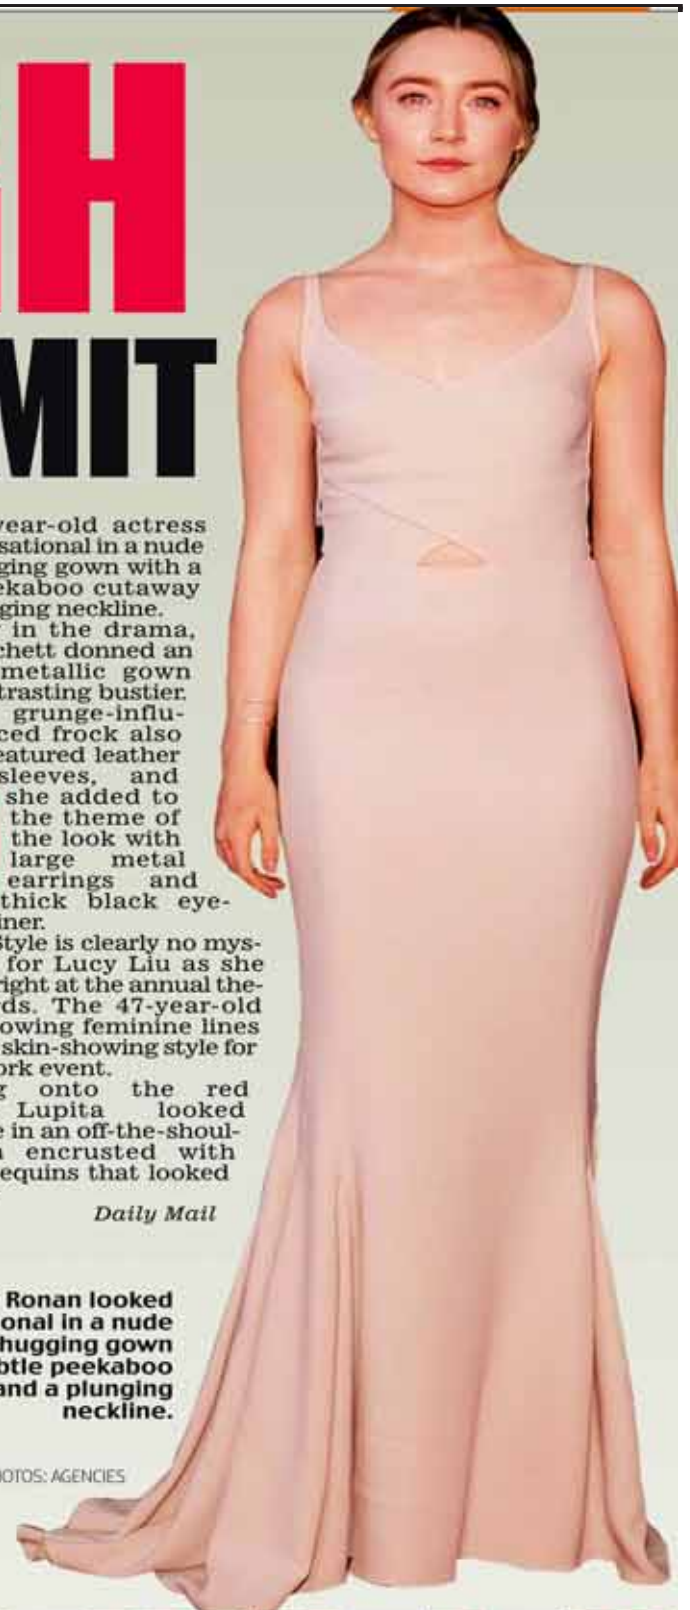 H
MIT
year-old actress
sational in a nude
ging gown with a
ekaboo cutaway
ging neckline.
in the drama,
chett donned an
metallic gown
trasting bustier.
grunge-influ-
ced frock also
eatured leather
sleeves, and
she added to
the theme of
the look with
large metal
earrings and
thick black eye-
iner.
Style is clearly no mys-
for Lucy Liu as she
right at the annual the-
rds. The 47-year-old
owing feminine lines
skin-showing style for
ork event.
g onto the red
Lupita looked
e in an off-the-shoul-
encrusted with
equins that looked
Daily Mail
Ronan looked
onal in a nude
hugging gown
btle peekaboo
and a plunging
neckline.
HOTOS: AGENCIES